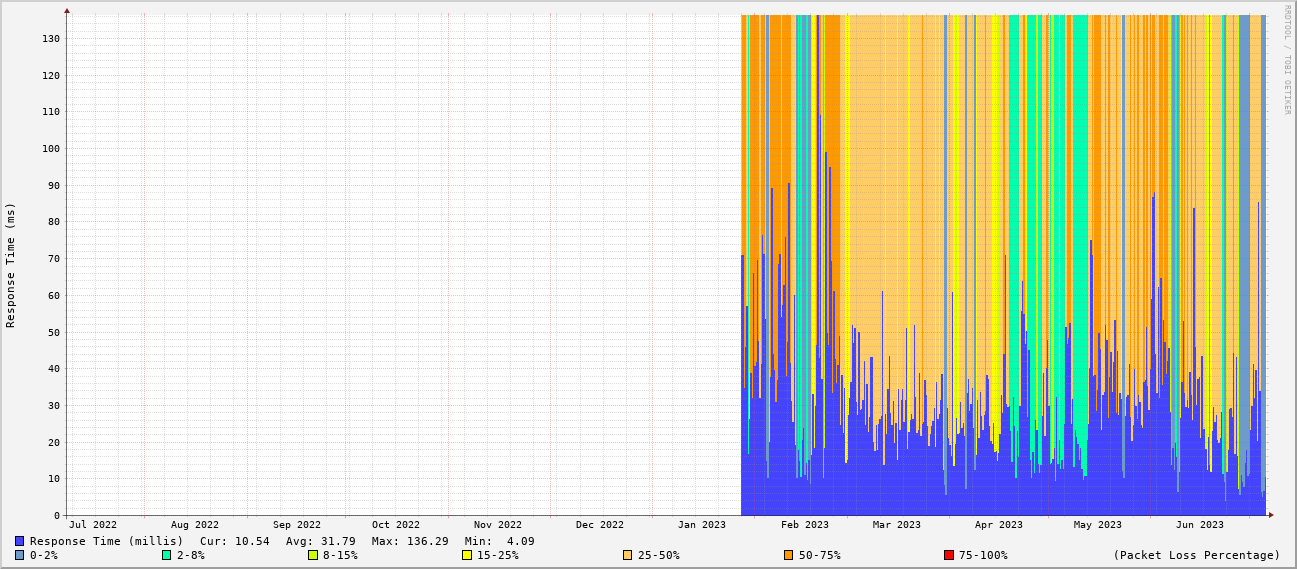 RRDTOOL / TOBI OETIKER
Response Time (ms)
130
120
110
100
90
80
70
60
50
40
30
20
10
0
Jul 2022 Aug 2022 Sep 2022 Oct 2022 Nov 2022 Dec 2022 Jan 2023 Feb 2023 Mar 2023 Apr 2023 May 2023 Jun 2023
Response Time (millis) Cur: 10.54 Avg: 31.79 Max: 136.29 Min: 4.09
0-2% 2-8% 8-15% 15-25% 25-50% 50-75% 75-100% (Packet Loss Percentage)